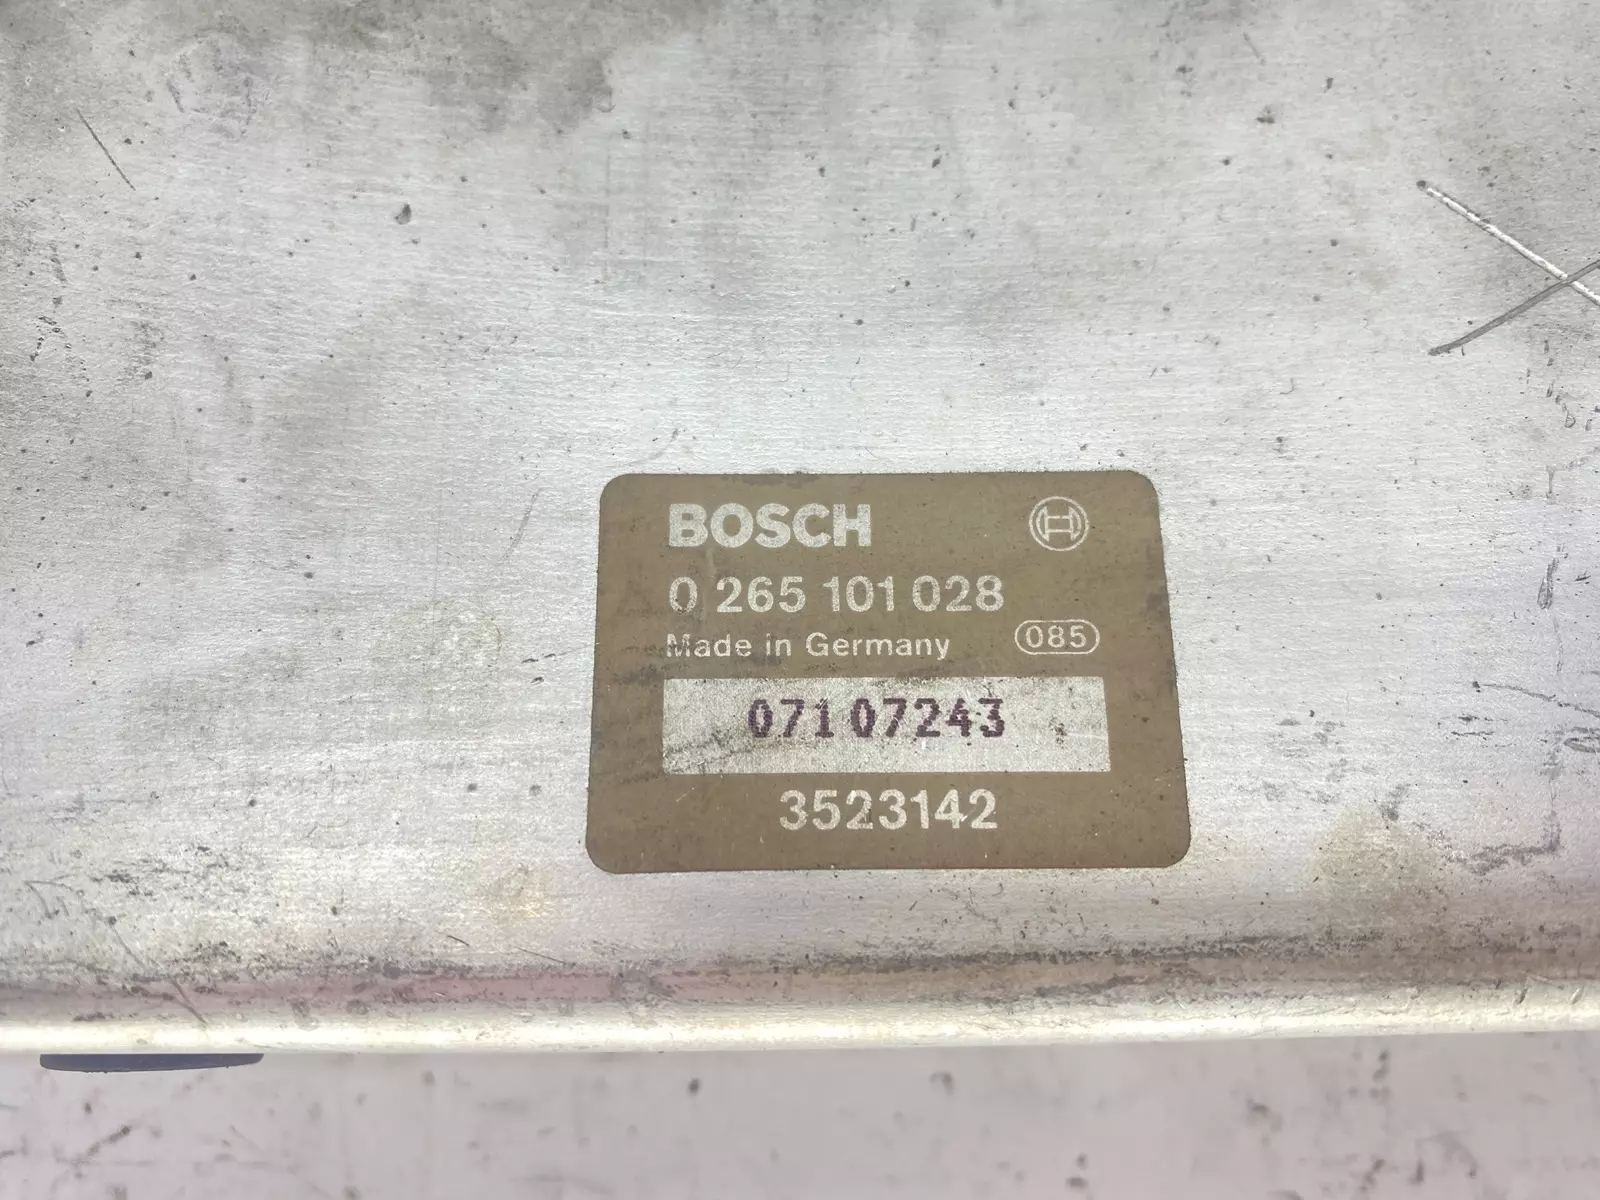 BOSCH
0 265 101 028
Made in Germany 085
07107243
3523142